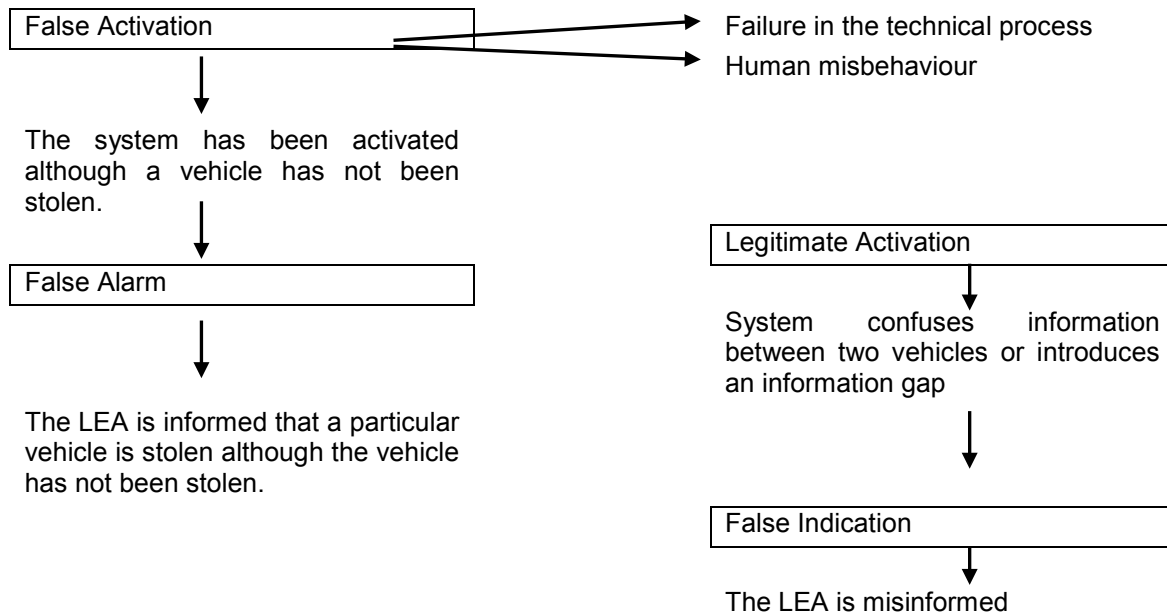 False Activation
Failure in the technical process
Human misbehaviour
The system has been activated
although a vehicle has not been
stolen.
False Alarm
The LEA is informed that a particular
vehicle is stolen although the vehicle
has not been stolen.
Legitimate Activation
System confuses information
between two vehicles or introduces
an information gap
False Indication
The LEA is misinformed